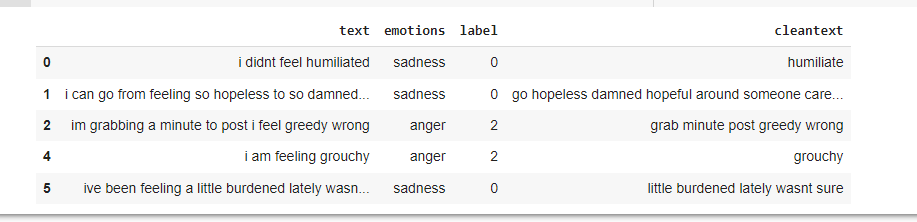 text emotions label cleantext
0 i didnt feel humiliated sadness 0 humiliate
1 i can go from feeling so hopeless to so damned... sadness 0 go hopeless damned hopeful around someone care...
2 im grabbing a minute to post i feel greedy wrong anger 2 grab minute post greedy wrong
4 i am feeling grouchy anger 2 grouchy
5 ive been feeling a little burdened lately wasn... sadness 0 little burdened lately wasnt sure